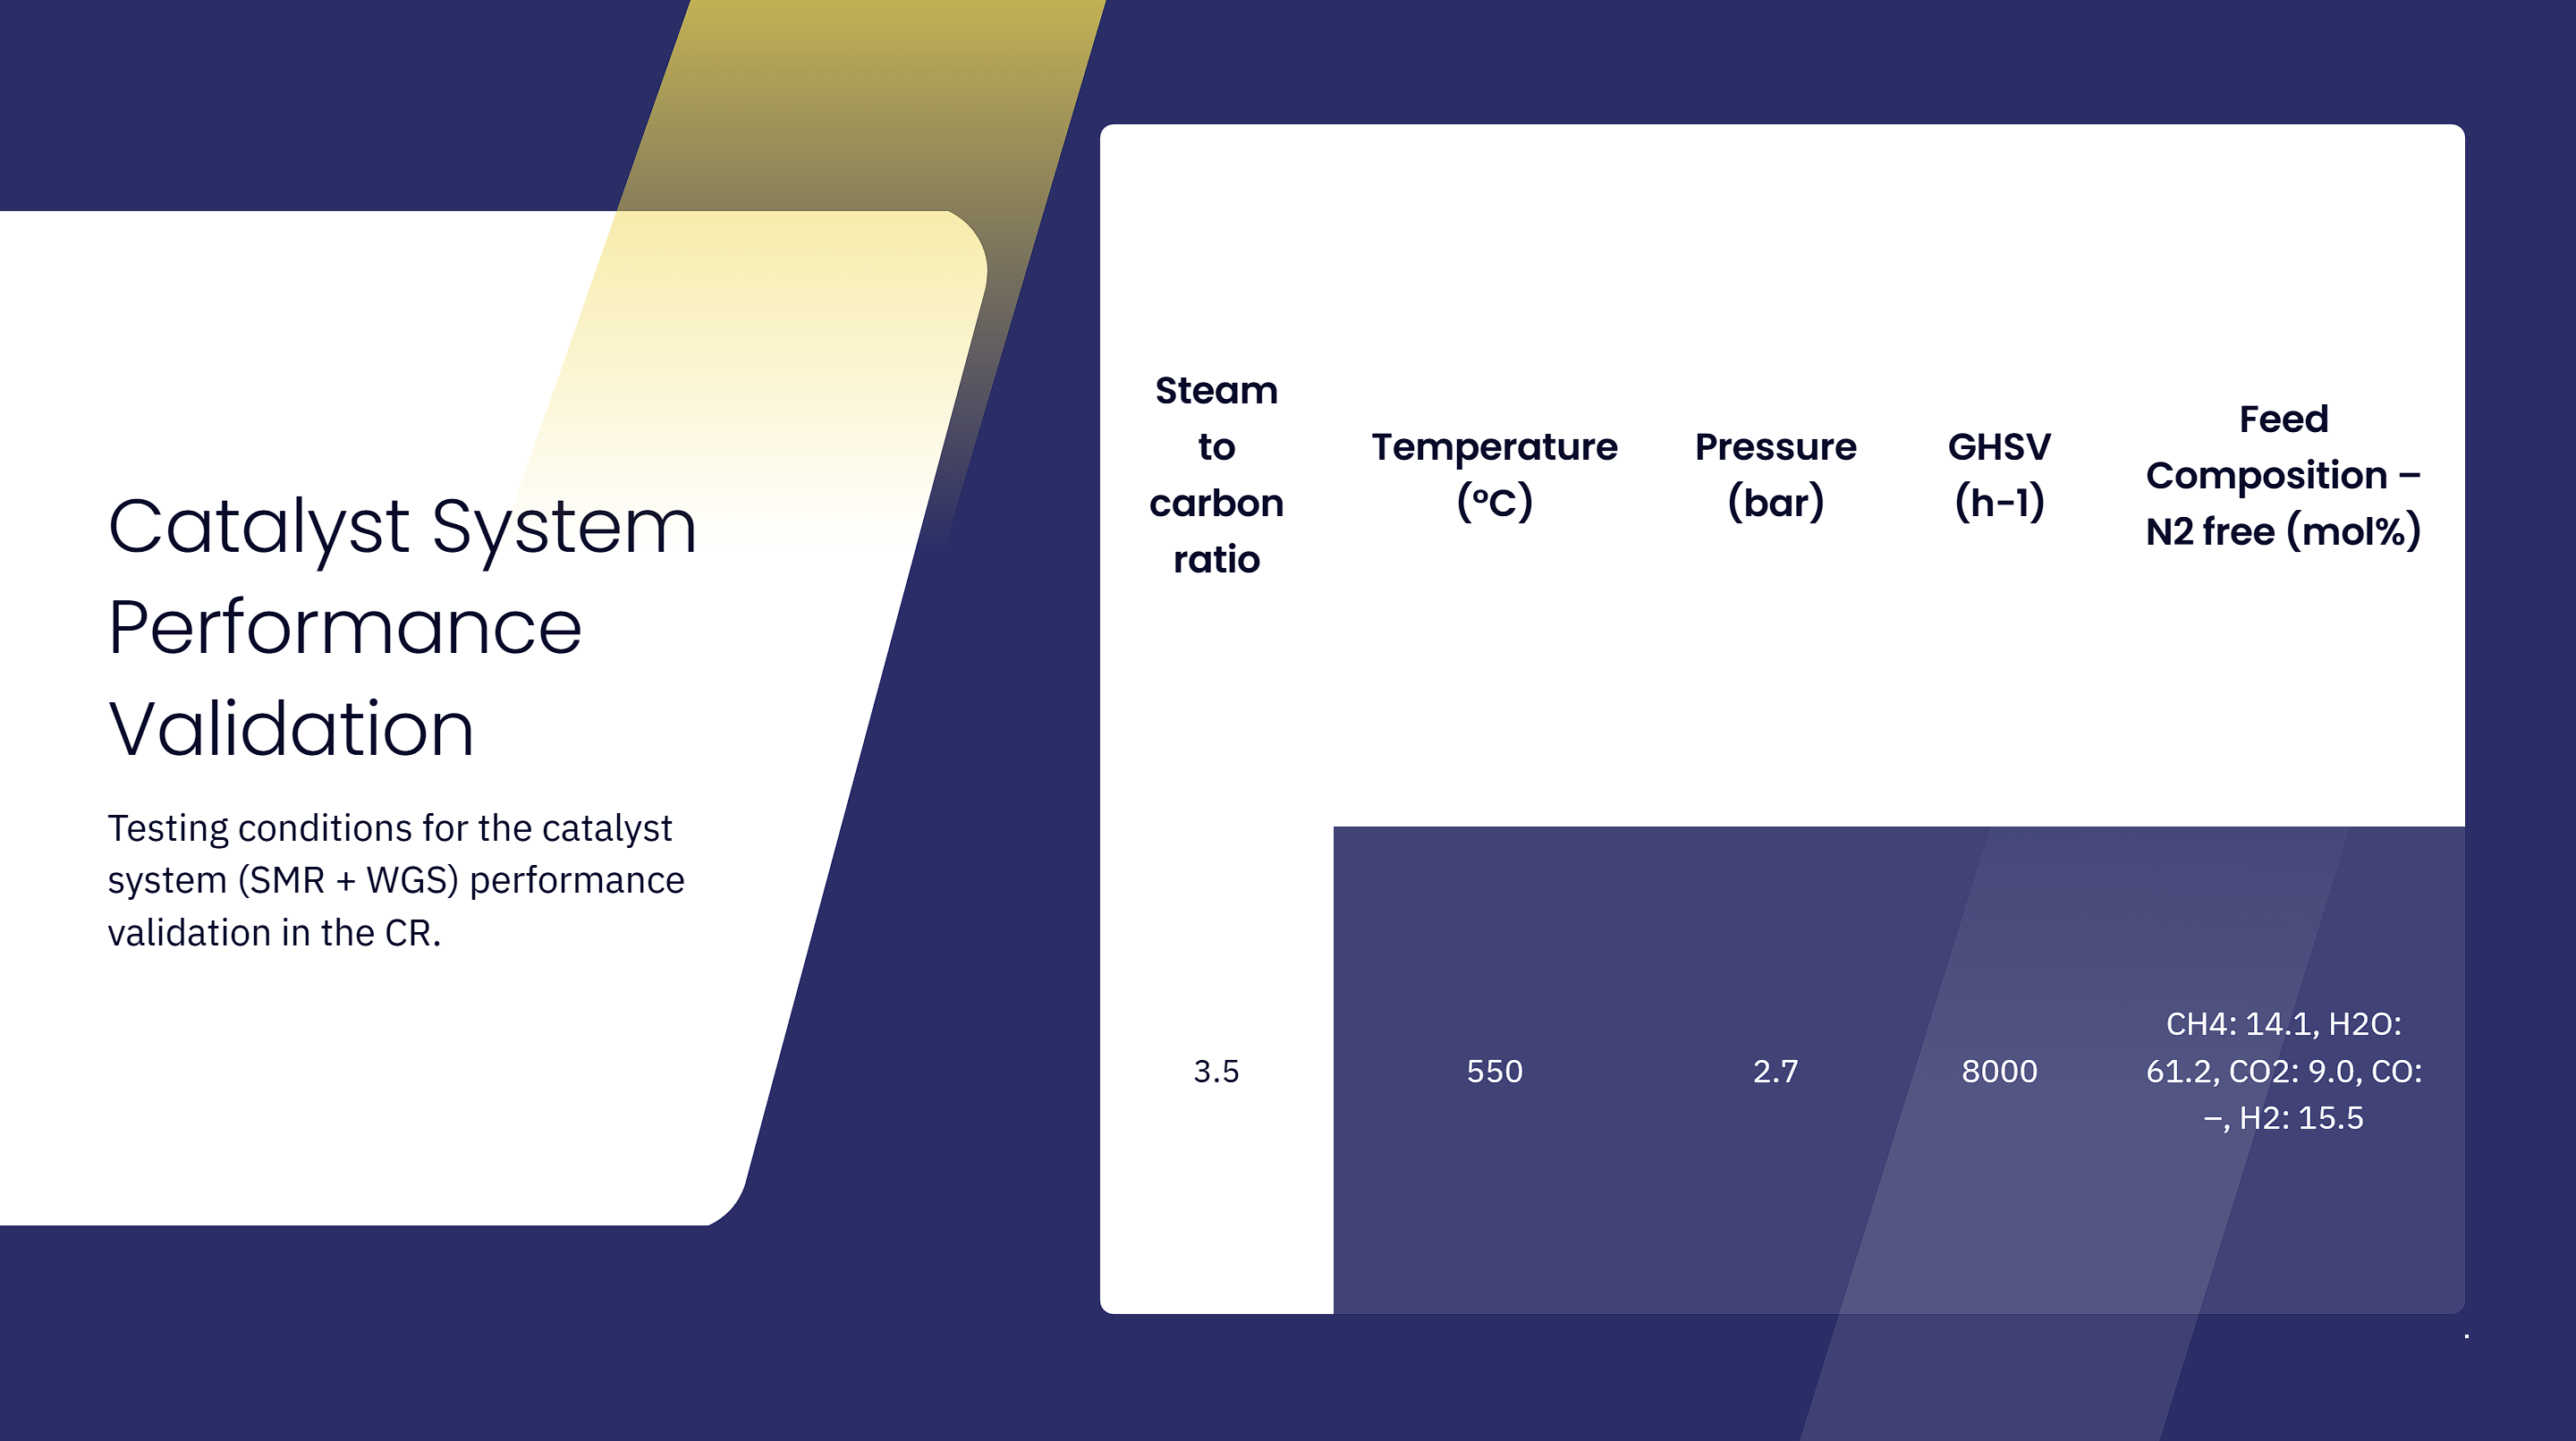 Catalyst System
Performance
Validation
Testing conditions for the catalyst
system (SMR + WGS) performance
validation in the CR.
Steam
to
carbon
ratio
Temperature
(°C)
Pressure
(bar)
GHSV
(h−1)
Feed
Composition –
N2 free (mol%)
3.5
550
2.7
8000
CH4: 14.1, H2O:
61.2, CO2: 9.0, CO:
–, H2: 15.5
.